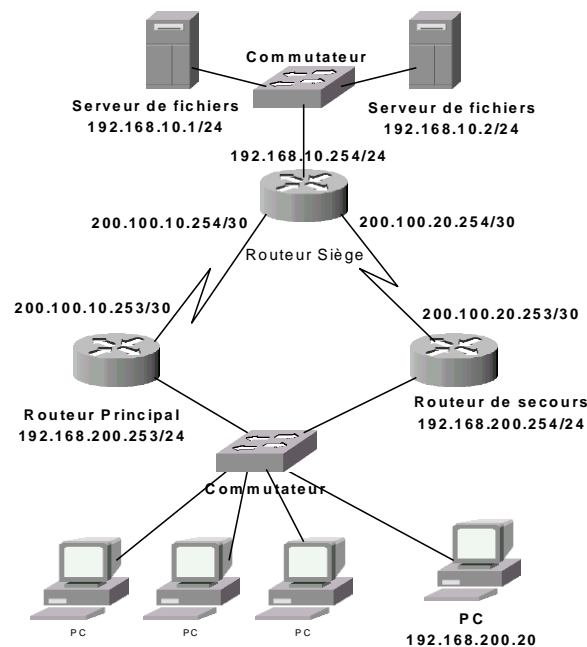 Commutateur
Serveur de fichiers
192.168.10.1/24
Serveur de fichiers
192.168.10.2/24
192.168.10.254/24
200.100.10.254/30
200.100.20.254/30
Routeur Siège
200.100.10.253/30
200.100.20.253/30
Routeur Principal
192.168.200.253/24
Routeur de secours
192.168.200.254/24
Commutateur
PC
PC
PC
PC
192.168.200.20